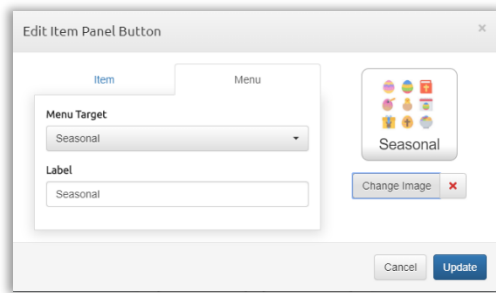 Edit Item Panel Button
×
Item
Menu
Menu Target
Seasonal
Label
Seasonal
Seasonal
Change Image
Cancel
Update